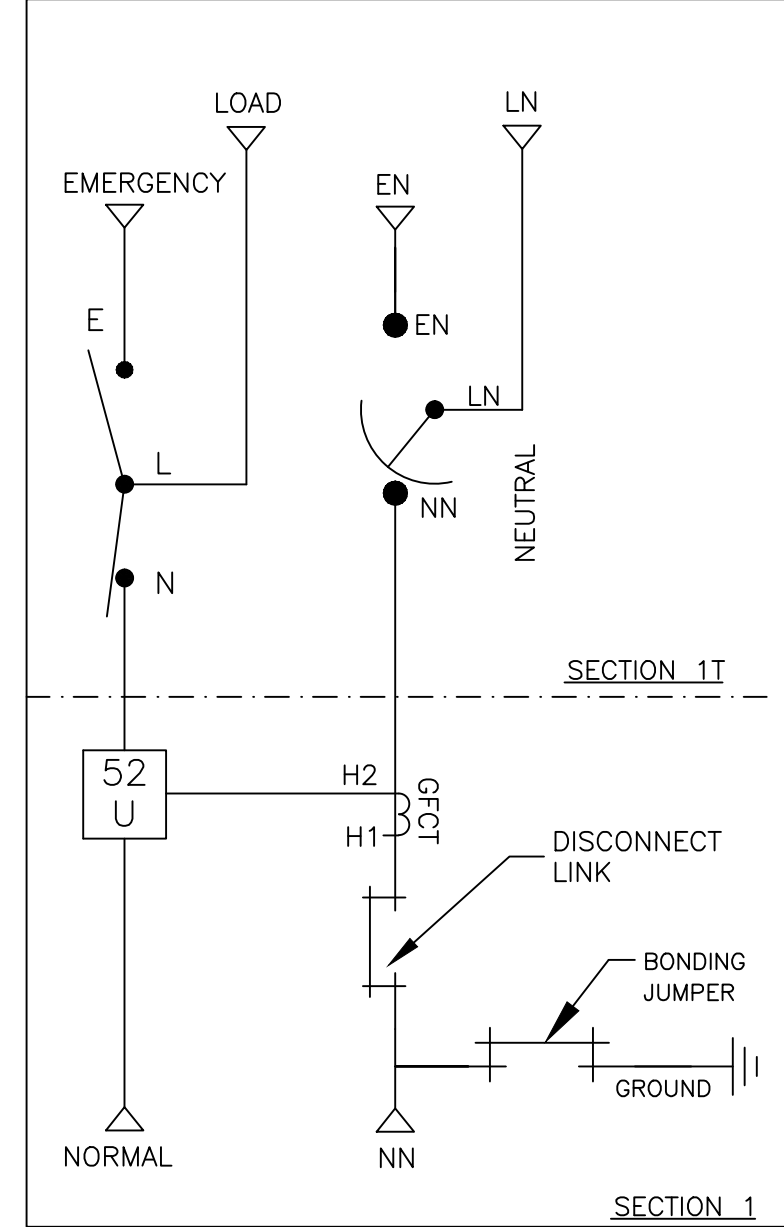 LOAD
LN
EMERGENCY
EN
E
EN
LN
L
NEUTRAL
NN
N
SECTION 1T
52
U
H2
GFCT
H1
DISCONNECT
LINK
BONDING
JUMPER
GROUND
NORMAL
NN
SECTION 1